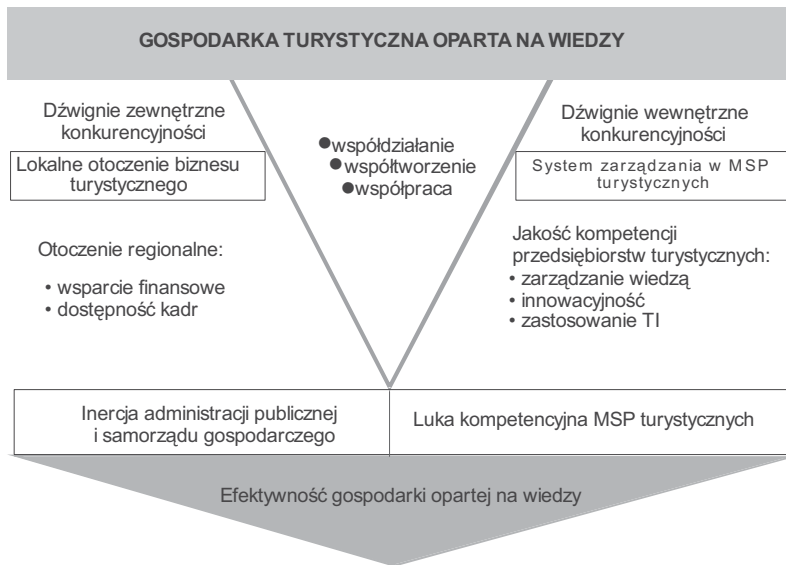 GOSPODARKA TURYSTYCZNA OPARTA NA WIEDZY
Dźwignie zewnętrzne
konkurencyjności
Lokalne otoczenie biznesu
turystycznego
Otoczenie regionalne:
• wsparcie finansowe
• dostępność kadr
●współdziałanie
●współtworzenie
●współpraca
Dźwignie wewnętrzne
konkurencyjności
System zarządzania w MSP
turystycznych
Jakość kompetencji
przedsiębiorstw turystycznych:
• zarządzanie wiedzą
• innowacyjność
• zastosowanie TI
Inercja administracji publicznej
i samorządu gospodarczego
Luka kompetencyjna MSP turystycznych
Efektywność gospodarki opartej na wiedzy